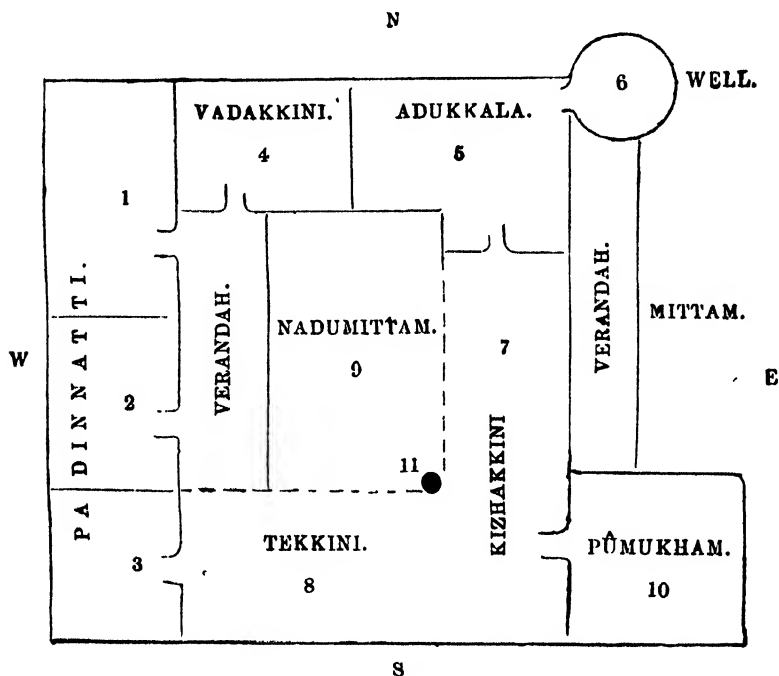 N
6 WELL.
VADAKKINI.
ADUKKALA.
4
5
1
PADINNATTI.
VERANDAH.
NADUMITTAM.
9
7
VERANDAH.
MITTAM.
W
E
2
11
KIZHAKKINI
3
TEKKINI.
8
PÛMUKHAM.
10
S